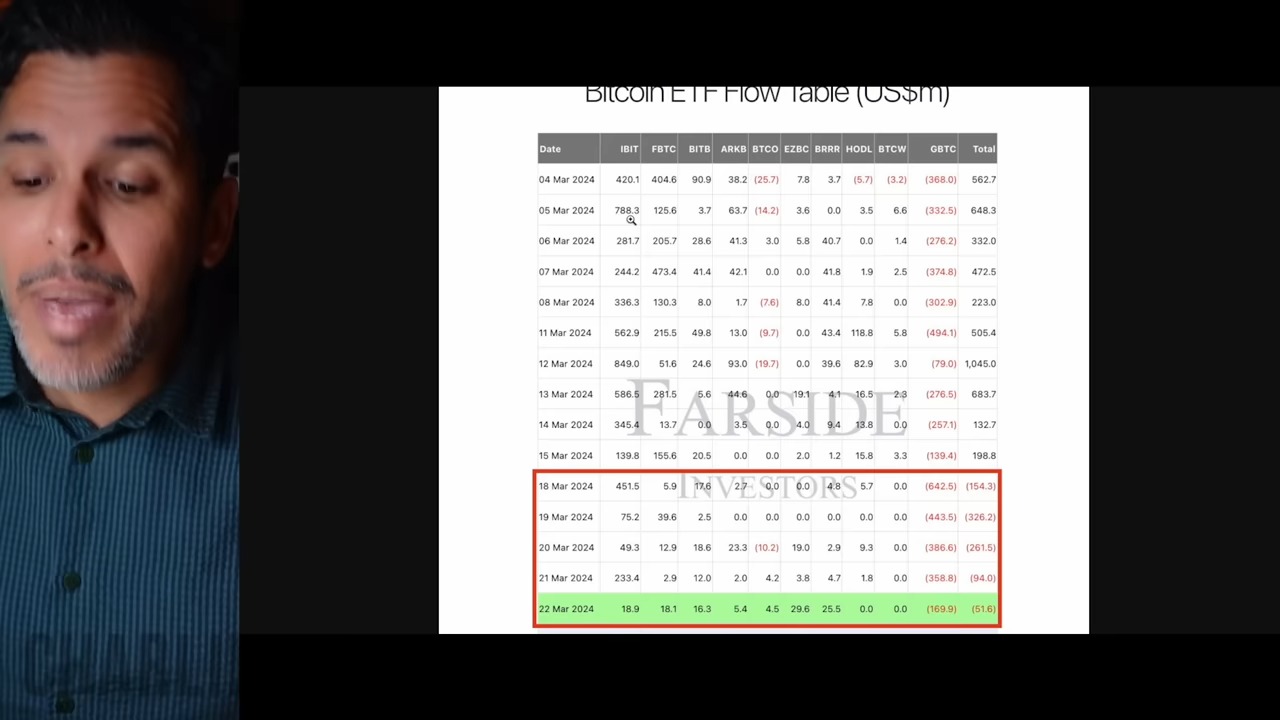 Bitcoin ETF Flow Table (US$m)
Date IBIT FBTC BITB ARKB BTCO EZBC BRRR HODL BTCW GBTC Total
04 Mar 2024 420.1 404.6 90.9 38.2 (25.7) 7.8 3.7 (5.7) (3.2) (368.0) 562.7
05 Mar 2024 788.3 125.6 3.7 63.7 (14.2) 3.6 0.0 3.5 6.6 (332.5) 648.3
06 Mar 2024 281.7 205.7 28.6 41.3 3.0 5.8 40.7 0.0 1.4 (276.2) 332.0
07 Mar 2024 244.2 473.4 41.4 42.1 0.0 0.0 41.8 1.9 2.5 (374.8) 472.5
08 Mar 2024 336.3 130.3 8.0 1.7 (7.6) 8.0 41.4 7.8 0.0 (302.9) 223.0
11 Mar 2024 562.9 215.5 49.8 13.0 (9.7) 0.0 43.4 118.8 5.8 (494.1) 505.4
12 Mar 2024 849.0 51.6 24.6 93.0 (19.7) 0.0 39.6 82.9 3.0 (79.0) 1,045.0
13 Mar 2024 586.5 281.5 5.6 44.6 0.0 19.1 4.1 16.5 2.3 (276.5) 683.7
FARSIDE
14 Mar 2024 345.4 13.7 0.0 3.5 0.0 4.0 9.4 13.8 0.0 (257.1) 132.7
15 Mar 2024 139.8 155.6 20.5 0.0 0.0 2.0 1.2 15.8 3.3 (139.4) 198.8
18 Mar 2024 451.5 5.9 17.6 2.7 0.0 0.0 4.8 5.7 0.0 (642.5) (154.3)
INVESTORS
19 Mar 2024 75.2 39.6 2.5 0.0 0.0 0.0 0.0 0.0 0.0 (443.5) (326.2)
20 Mar 2024 49.3 12.9 18.6 23.3 (10.2) 19.0 2.9 9.3 0.0 (386.6) (261.5)
21 Mar 2024 233.4 2.9 12.0 2.0 4.2 3.8 4.7 1.8 0.0 (358.8) (94.0)
22 Mar 2024 18.9 18.1 16.3 5.4 4.5 29.6 25.5 0.0 0.0 (169.9) (51.6)